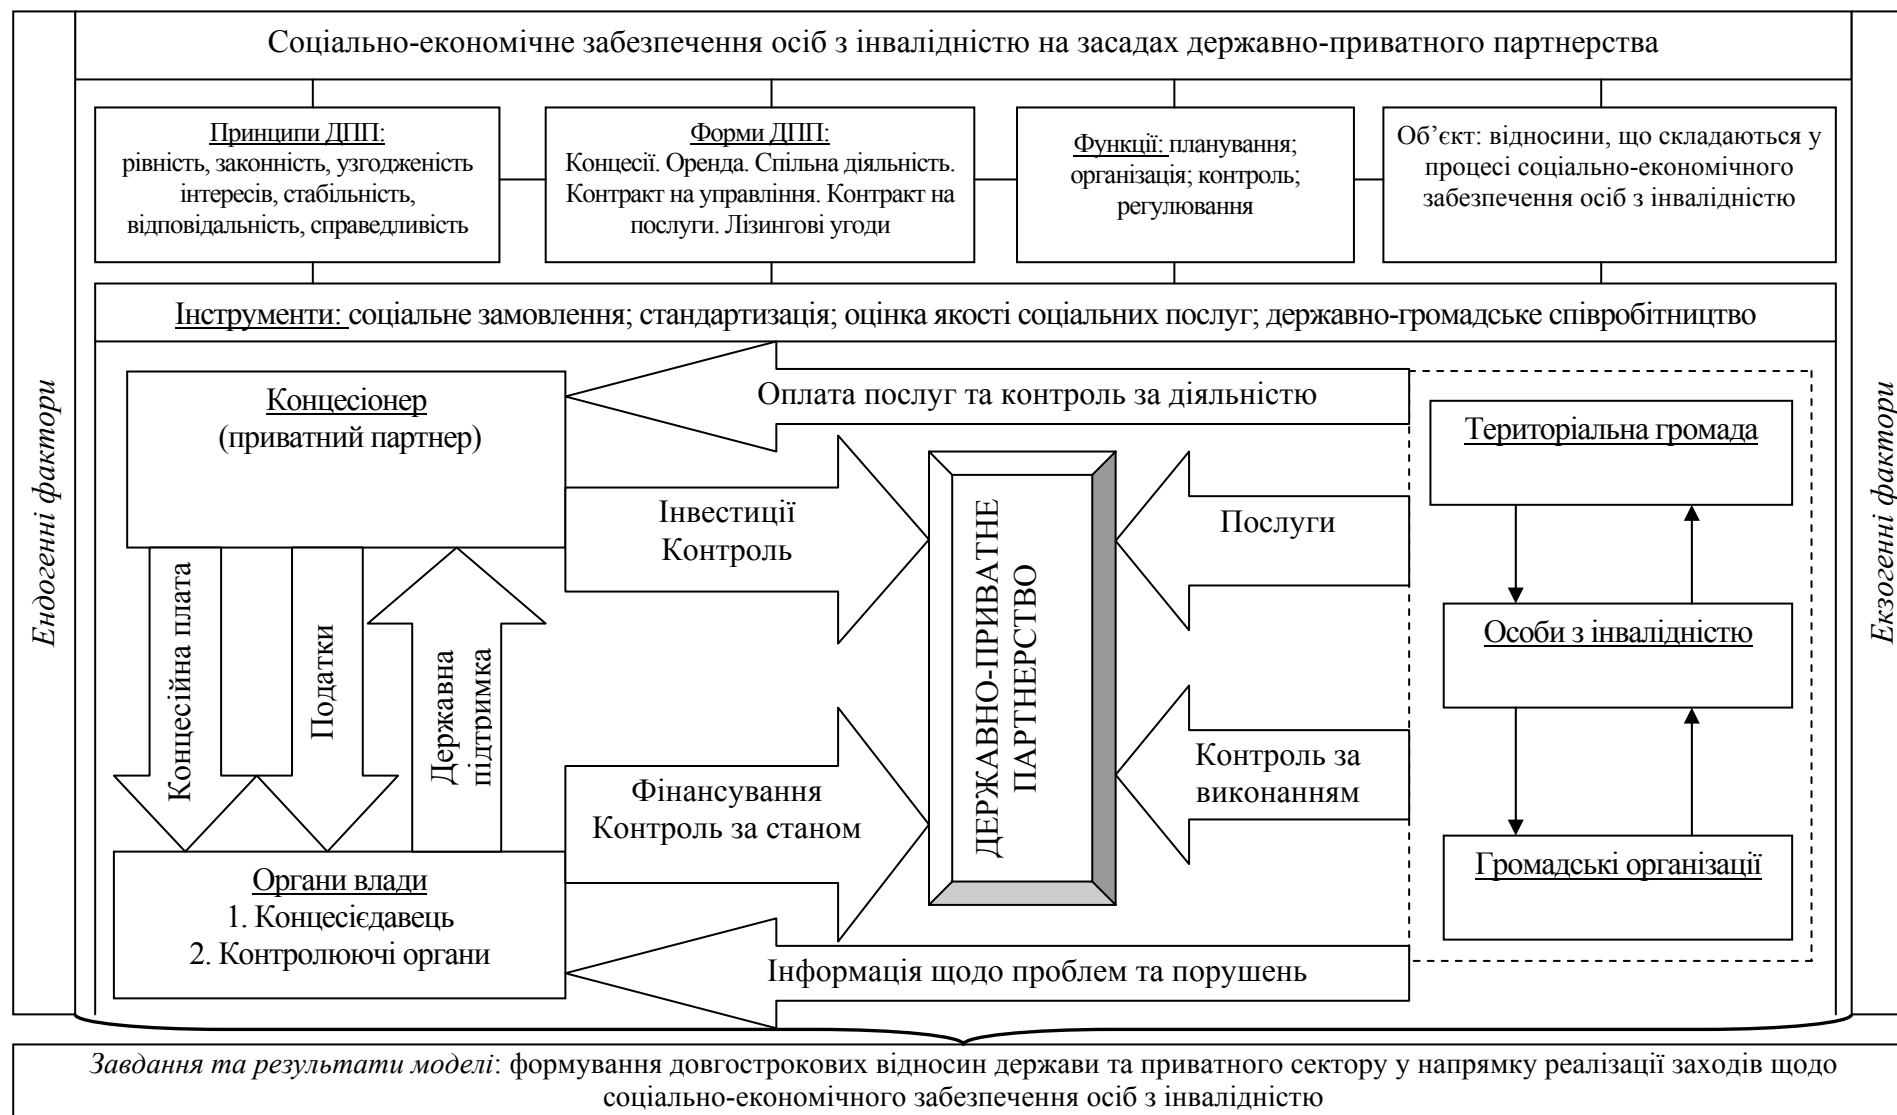 Соціально-економічне забезпечення осіб з інвалідністю на засадах державно-приватного партнерства
Принципи ДПП:
рівність, законність, узгодженість
інтересів, стабільність,
відповідальність, справедливість
Форми ДПП:
Концесії. Оренда. Спільна діяльність.
Контракт на управління. Контракт на
послуги. Лізингові угоди
Функції: планування;
організація; контроль;
регулювання
Об’єкт: відносини, що складаються у
процесі соціально-економічного
забезпечення осіб з інвалідністю
Інструменти: соціальне замовлення; стандартизація; оцінка якості соціальних послуг; державно-громадське співробітництво
Ендогенні фактори
Концесіонер
(приватний партнер)
Оплата послуг та контроль за діяльністю
Територіальна громада
Інвестиції
Контроль
ДЕРЖАВНО-ПРИВАТНЕ
ПАРТНЕРСТВО
Послуги
Концесійна плата
Податки
Державна
підтримка
Особи з інвалідністю
Фінансування
Контроль за станом
Контроль за
виконанням
Громадські організації
Органи влади
1. Концесієдавець
2. Контролюючі органи
Інформація щодо проблем та порушень
Екзогенні фактори
Завдання та результати моделі: формування довгострокових відносин держави та приватного сектору у напрямку реалізації заходів щодо
соціально-економічного забезпечення осіб з інвалідністю